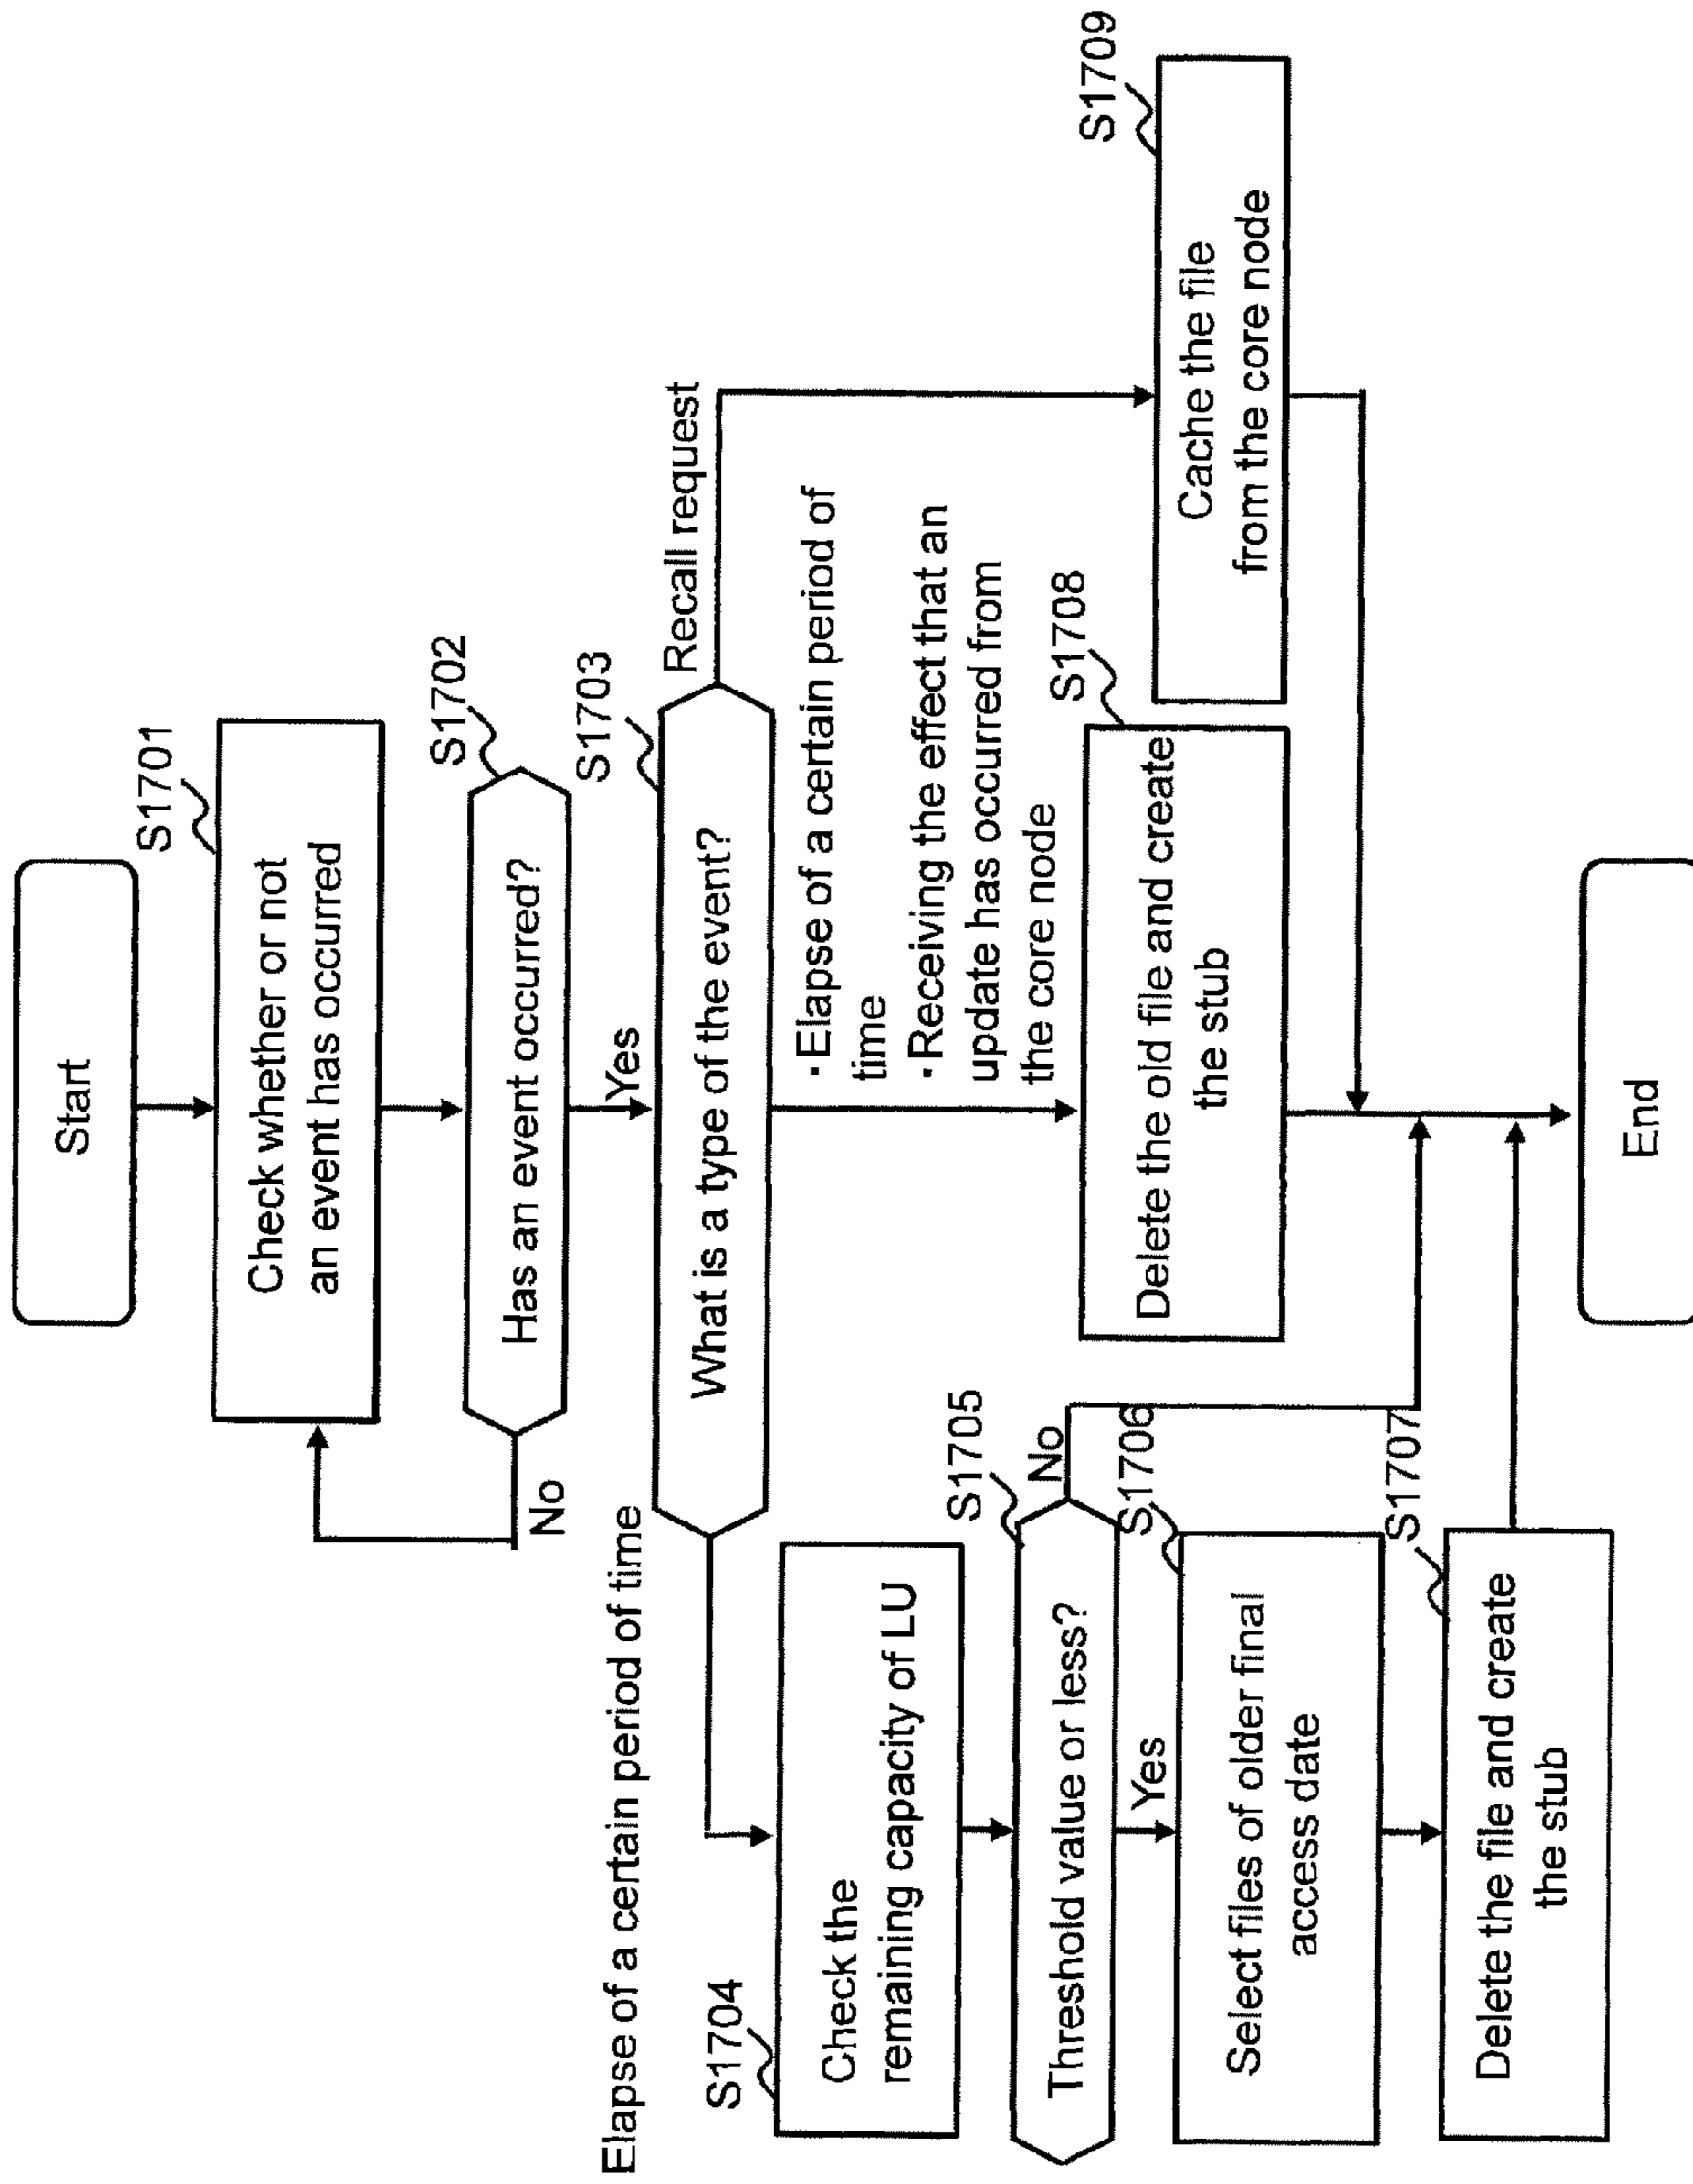 Start
S1701
Check whether or not
an event has occurred
S1702
Has an event occurred?
No
Yes
S1703
What is a type of the event?
Elapse of a certain period of time
Recall request
・Elapse of a certain period of
time
・Receiving the effect that an
update has occurred from
the core node
S1704
Check the
remaining capacity of LU
S1705
Threshold value or less?
No
Yes
S1706
Select files of older final
access date
S1707
Delete the file and create
the stub
S1708
Delete the old file and create
the stub
S1709
Cache the file
from the core node
End